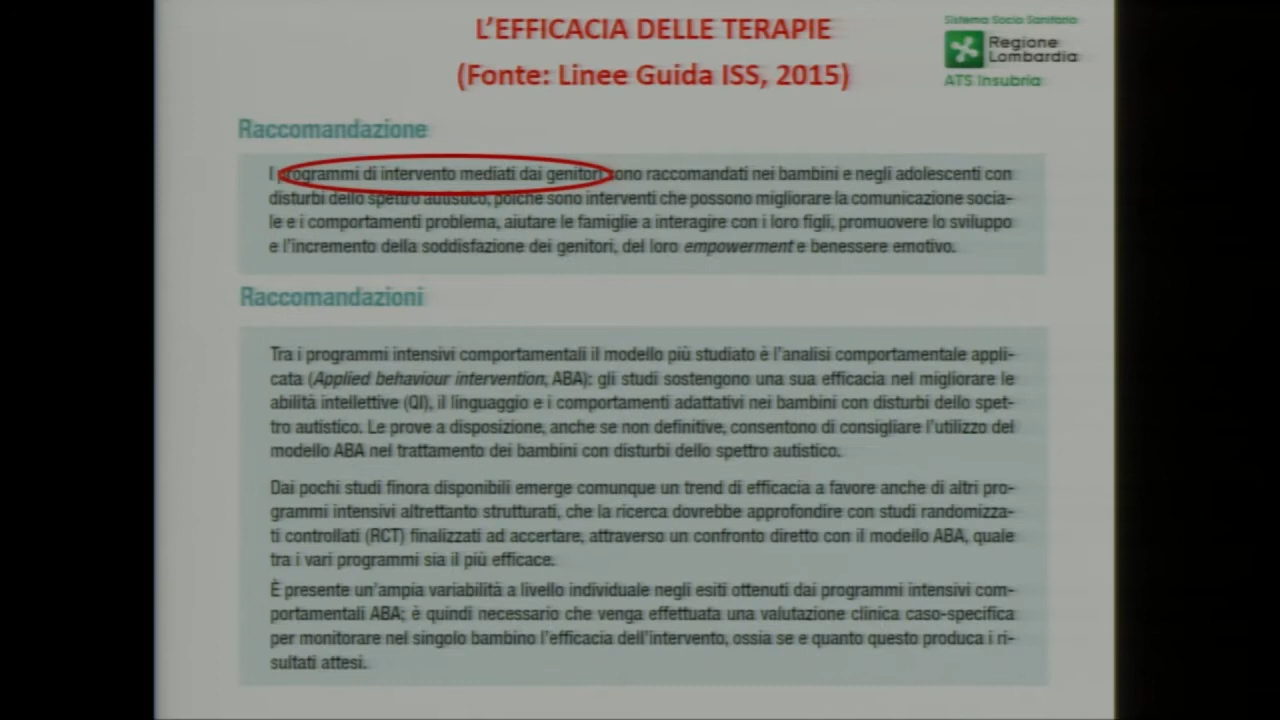 L'EFFICACIA DELLE TERAPIE
(Fonte: Linee Guida ISS, 2015)
Sistema Socio Sanitario
Regione
Lombardia
ATS Insubria
Raccomandazione
I programmi di intervento mediati dai genitori sono raccomandati nei bambini e negli adolescenti con
disturbi dello spettro autistico, poiché sono interventi che possono migliorare la comunicazione socia-
le e i comportamenti problema, aiutare le famiglie a interagire con i loro figli, promuovere lo sviluppo
e l'incremento della soddisfazione dei genitori, del loro empowerment e benessere emotivo.
Raccomandazioni
Tra i programmi intensivi comportamentali il modello più studiato è l'analisi comportamentale appli-
cata (Applied behaviour intervention, ABA): gli studi sostengono una sua efficacia nel migliorare le
abilità intellettive (QI), il linguaggio e i comportamenti adattativi nei bambini con disturbi dello spet-
tro autistico. Le prove a disposizione, anche se non definitive, consentono di consigliare l'utilizzo del
modello ABA nel trattamento dei bambini con disturbi dello spettro autistico.
Dai pochi studi finora disponibili emerge comunque un trend di efficacia a favore anche di altri pro-
grammi intensivi altrettanto strutturati, che la ricerca dovrebbe approfondire con studi randomizza-
ti controllati (RCT) finalizzati ad accertare, attraverso un confronto diretto con il modello ABA, quale
tra i vari programmi sia il più efficace.
È presente un'ampia variabilità a livello individuale negli esiti ottenuti dai programmi intensivi com-
portamentali ABA; è quindi necessario che venga effettuata una valutazione clinica caso-specifica
per monitorare nel singolo bambino l'efficacia dell'intervento, ossia se e quanto questo produca i ri-
sultati attesi.